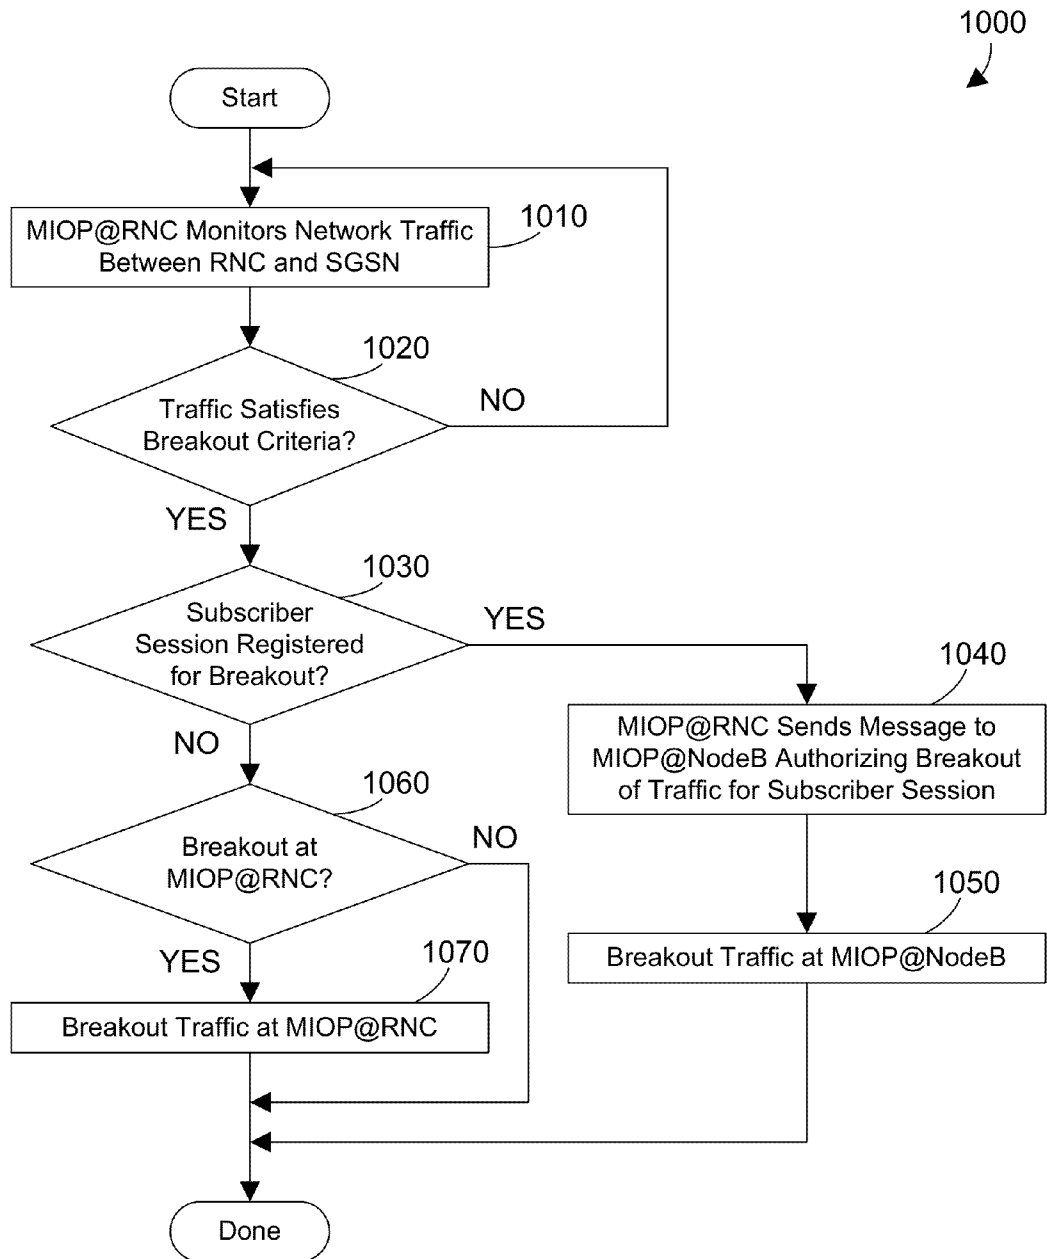 1000
Start
MIOP@RNC Monitors Network Traffic
Between RNC and SGSN
1010
1020
Traffic Satisfies
Breakout Criteria?
NO
YES
1030
Subscriber
Session Registered
for Breakout?
YES
NO
1040
MIOP@RNC Sends Message to
MIOP@NodeB Authorizing Breakout
of Traffic for Subscriber Session
1060
Breakout at
MIOP@RNC?
NO
YES
1050
Breakout Traffic at MIOP@NodeB
1070
Breakout Traffic at MIOP@RNC
Done